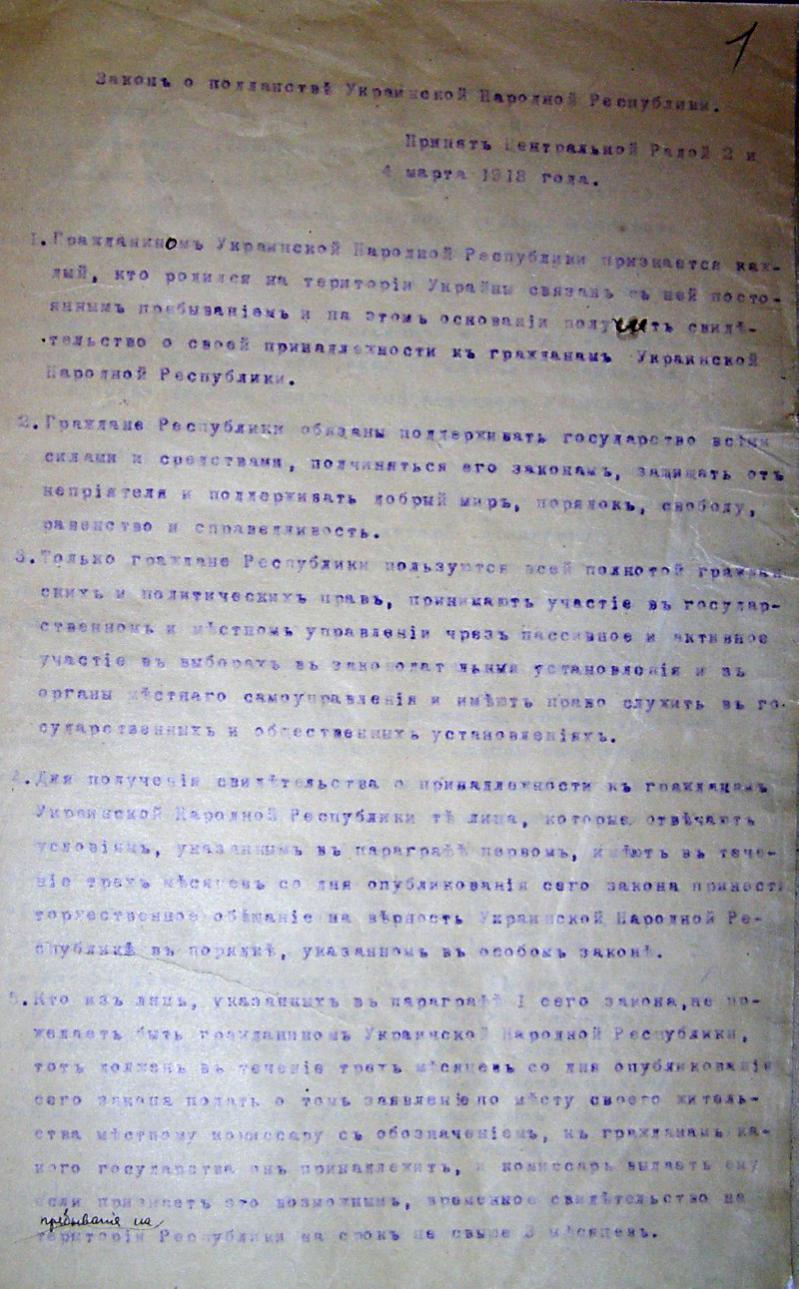 1
Законъ о подданствѣ Украинской Народной Республики.
Принятъ Центральной Радой 2 и
4 марта 1918 года.
1. Гражданиномъ Украинской Народной Республики признается каж-
дый, кто родился на територіи Украйны связанъ съ ней посто-
яннымъ пребываніемъ и на этомъ основаніи получитъ свидѣ-
тельство о своей принадлежности къ гражданамъ Украинской
Народной Республики.
2. Граждане Республики обязаны поддерживать государство всѣми
силами и средствами, подчиняться его законамъ, защищать отъ
непріятеля и поддерживать добрый миръ, порядокъ, свободу,
равенство и справедливость.
3. Только граждане Республики пользуются всей полнотой граждан
скихъ и политическихъ правъ, принимаютъ участіе въ государ-
ственномъ и мѣстномъ управленіи чрезъ пассивное и активное
участіе въ выборахъ въ законодат льныя установленія и въ
органы мѣстнаго самоуправленія и имѣютъ право служить въ го-
сударственныхъ и общественныхъ установленіяхъ.
4. Для полученія свидѣтельства о принадлежности къ гражданамъ
Украинской Народной Республики тѣ лица, которые отвѣчаютъ
условіямъ, указаннымъ въ параграфѣ первомъ, имѣютъ въ тече-
ніе трехъ мѣсяцевъ со дня опубликованія сего закона принести
торжественное обѣщаніе на вѣрность Украинской Народной Ре-
спубликѣ въ порядкѣ, указанномъ въ особомъ законѣ.
5. Кто изъ лицъ, указанныхъ въ параграфѣ I сего закона, не по-
желаетъ быть гражданиномъ Украинской Народной Республики,
тотъ долженъ въ теченіе трехъ мѣсяцевъ со дня опубликованія
сего закона подать о томъ заявленіе по мѣсту своего житель-
ства мѣстному комиссару съ обозначеніемъ, къ гражданамъ ка-
кого государства онъ принадлежитъ, и комиссаръ выдаетъ ему
если признаетъ это возможнымъ, временное свидѣтельство на
пребываніе на
територіи Республики на срокъ не свыше 3 мѣсяцевъ.